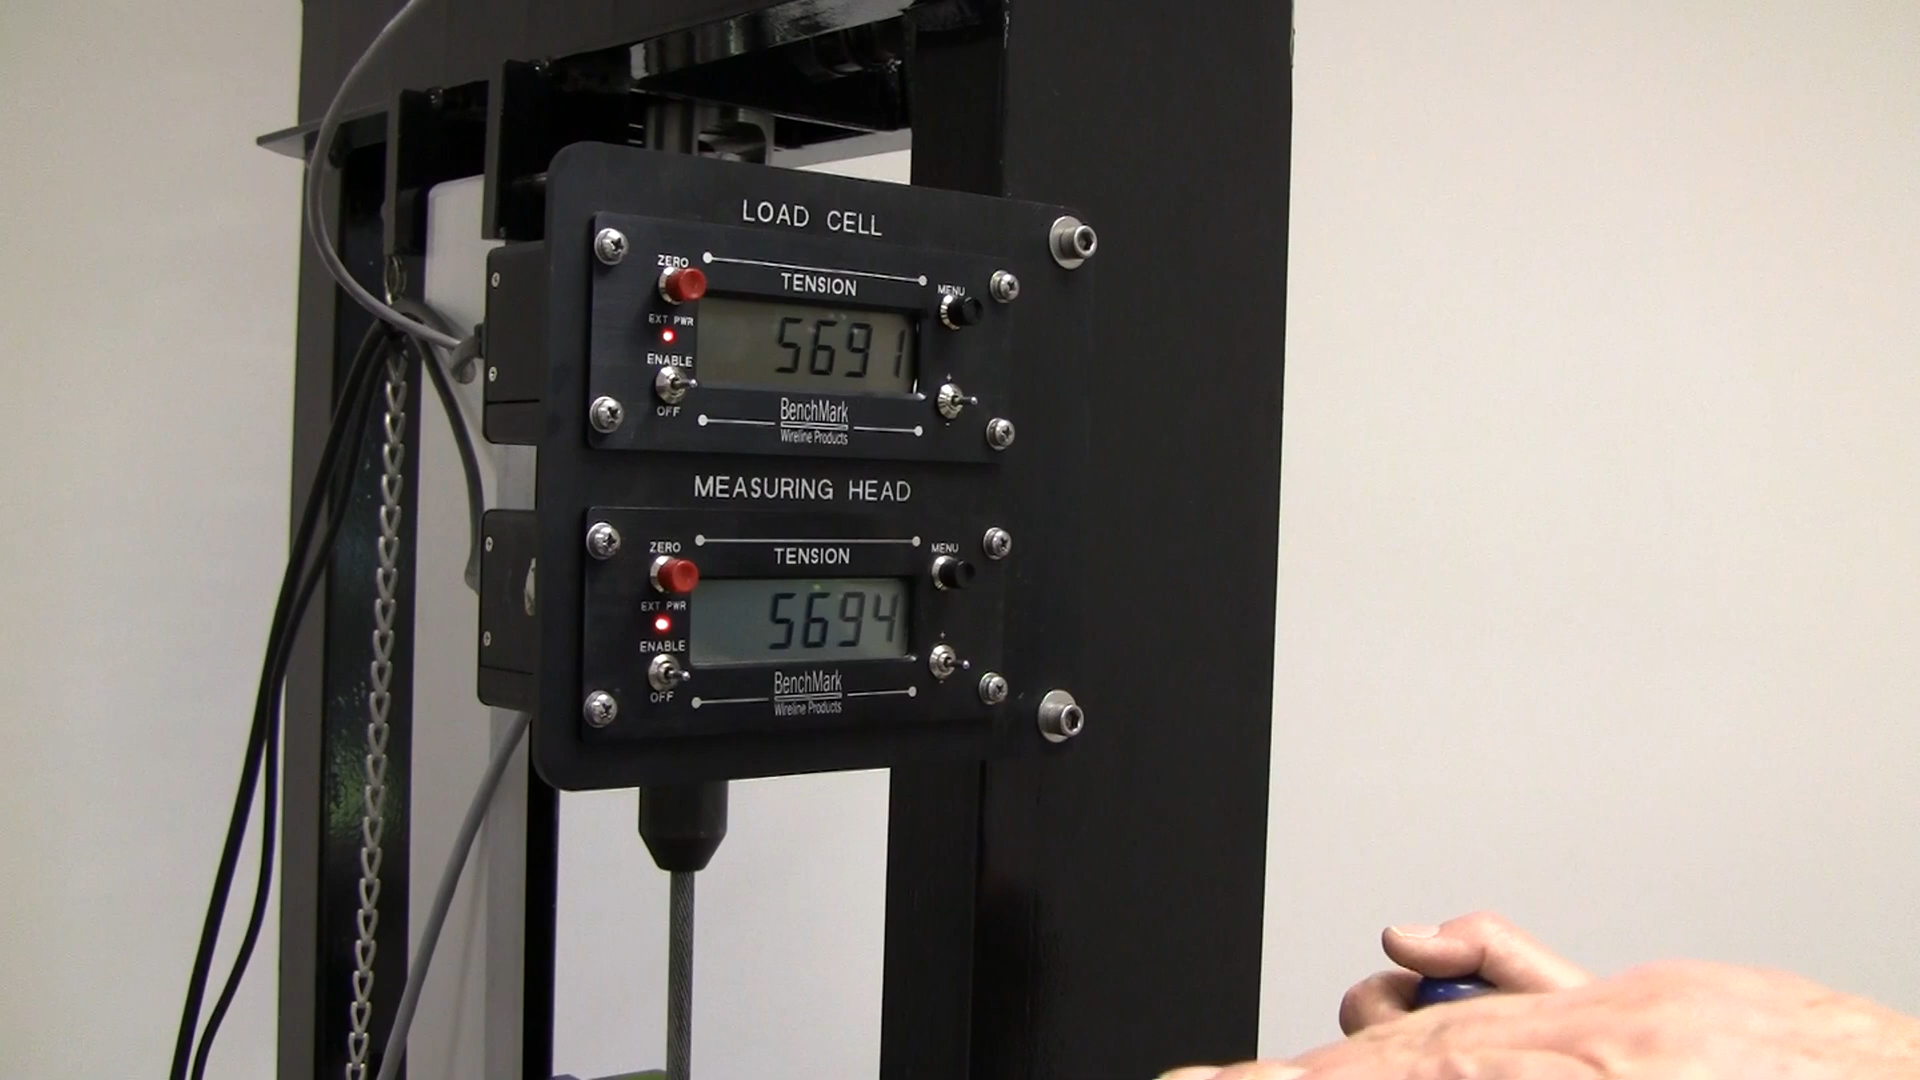 LOAD CELL
ZERO
TENSION
MENU
EXT PWR
5691
ENABLE
+
OFF
-
BenchMark
Wireline Products
MEASURING HEAD
ZERO
TENSION
MENU
EXT PWR
5694
ENABLE
+
OFF
-
BenchMark
Wireline Products